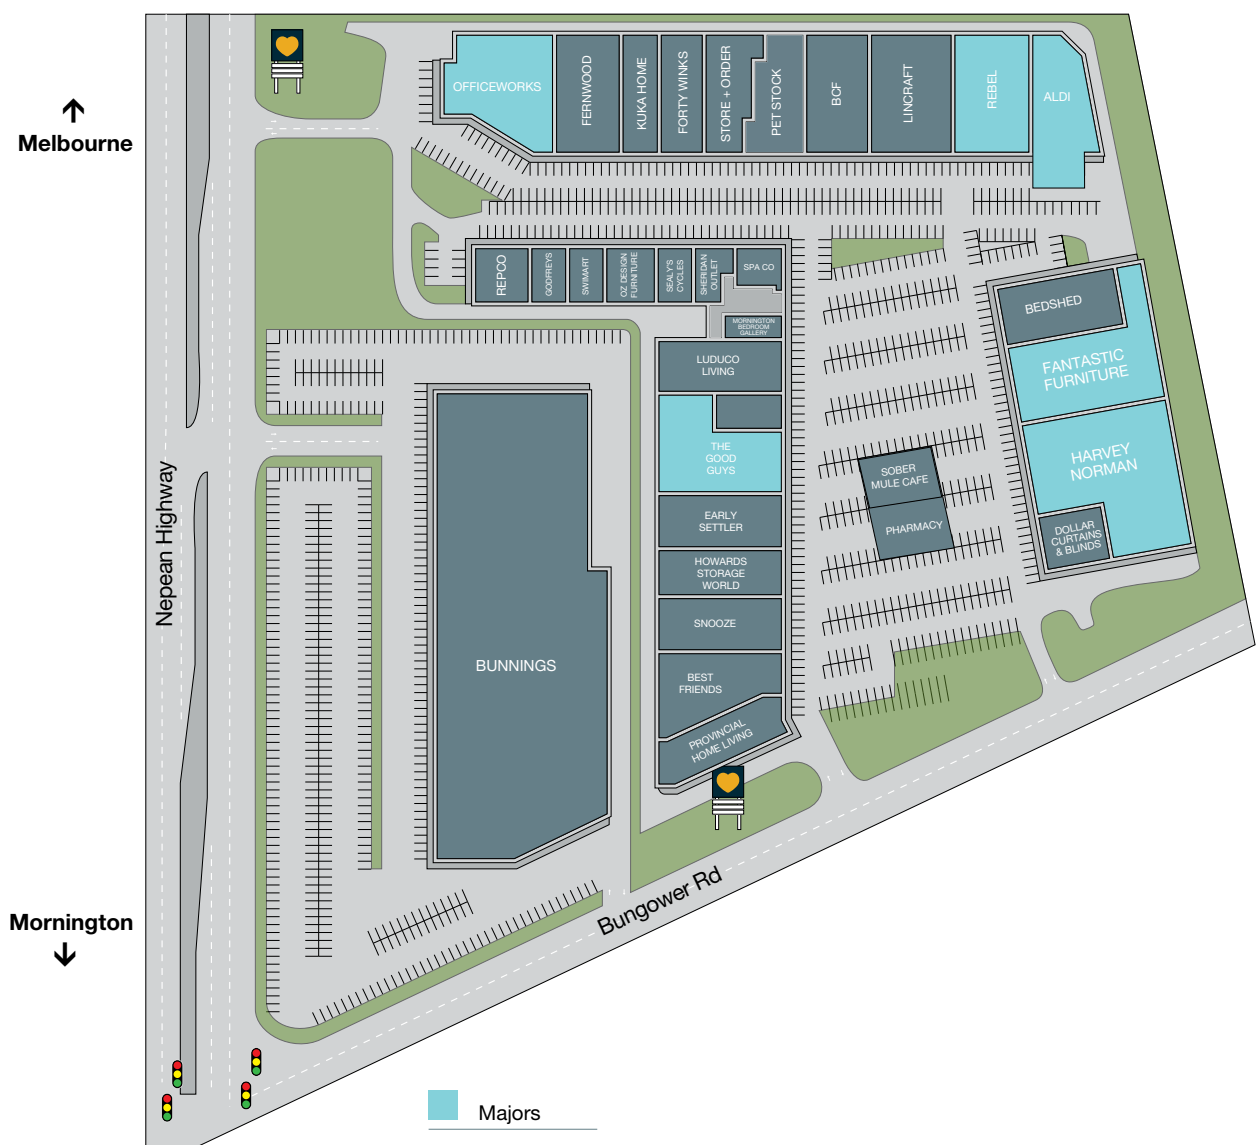 Melbourne
Mornington
Nepean Highway
Bungower Rd
OFFICEWORKS
FERNWOOD
KUKA HOME
FORTY WINKS
STORE + ORDER
PET STOCK
BCF
LINCRAFT
REBEL
ALDI
REPCO
GODFREYS
SWIMART
OZ DESIGN
FURNITURE
SEALY'S
CYCLES
SHERIDAN
OUTLET
SPA CO
MORNINGTON
BEDROOM
GALLERY
LUDUCO
LIVING
THE
GOOD
GUYS
EARLY
SETTLER
HOWARDS
STORAGE
WORLD
SNOOZE
BEST
FRIENDS
PROVINCIAL
HOME LIVING
BUNNINGS
SOBER
MULE CAFE
PHARMACY
BEDSHED
FANTASTIC
FURNITURE
HARVEY
NORMAN
DOLLAR
CURTAINS
& BLINDS
Majors